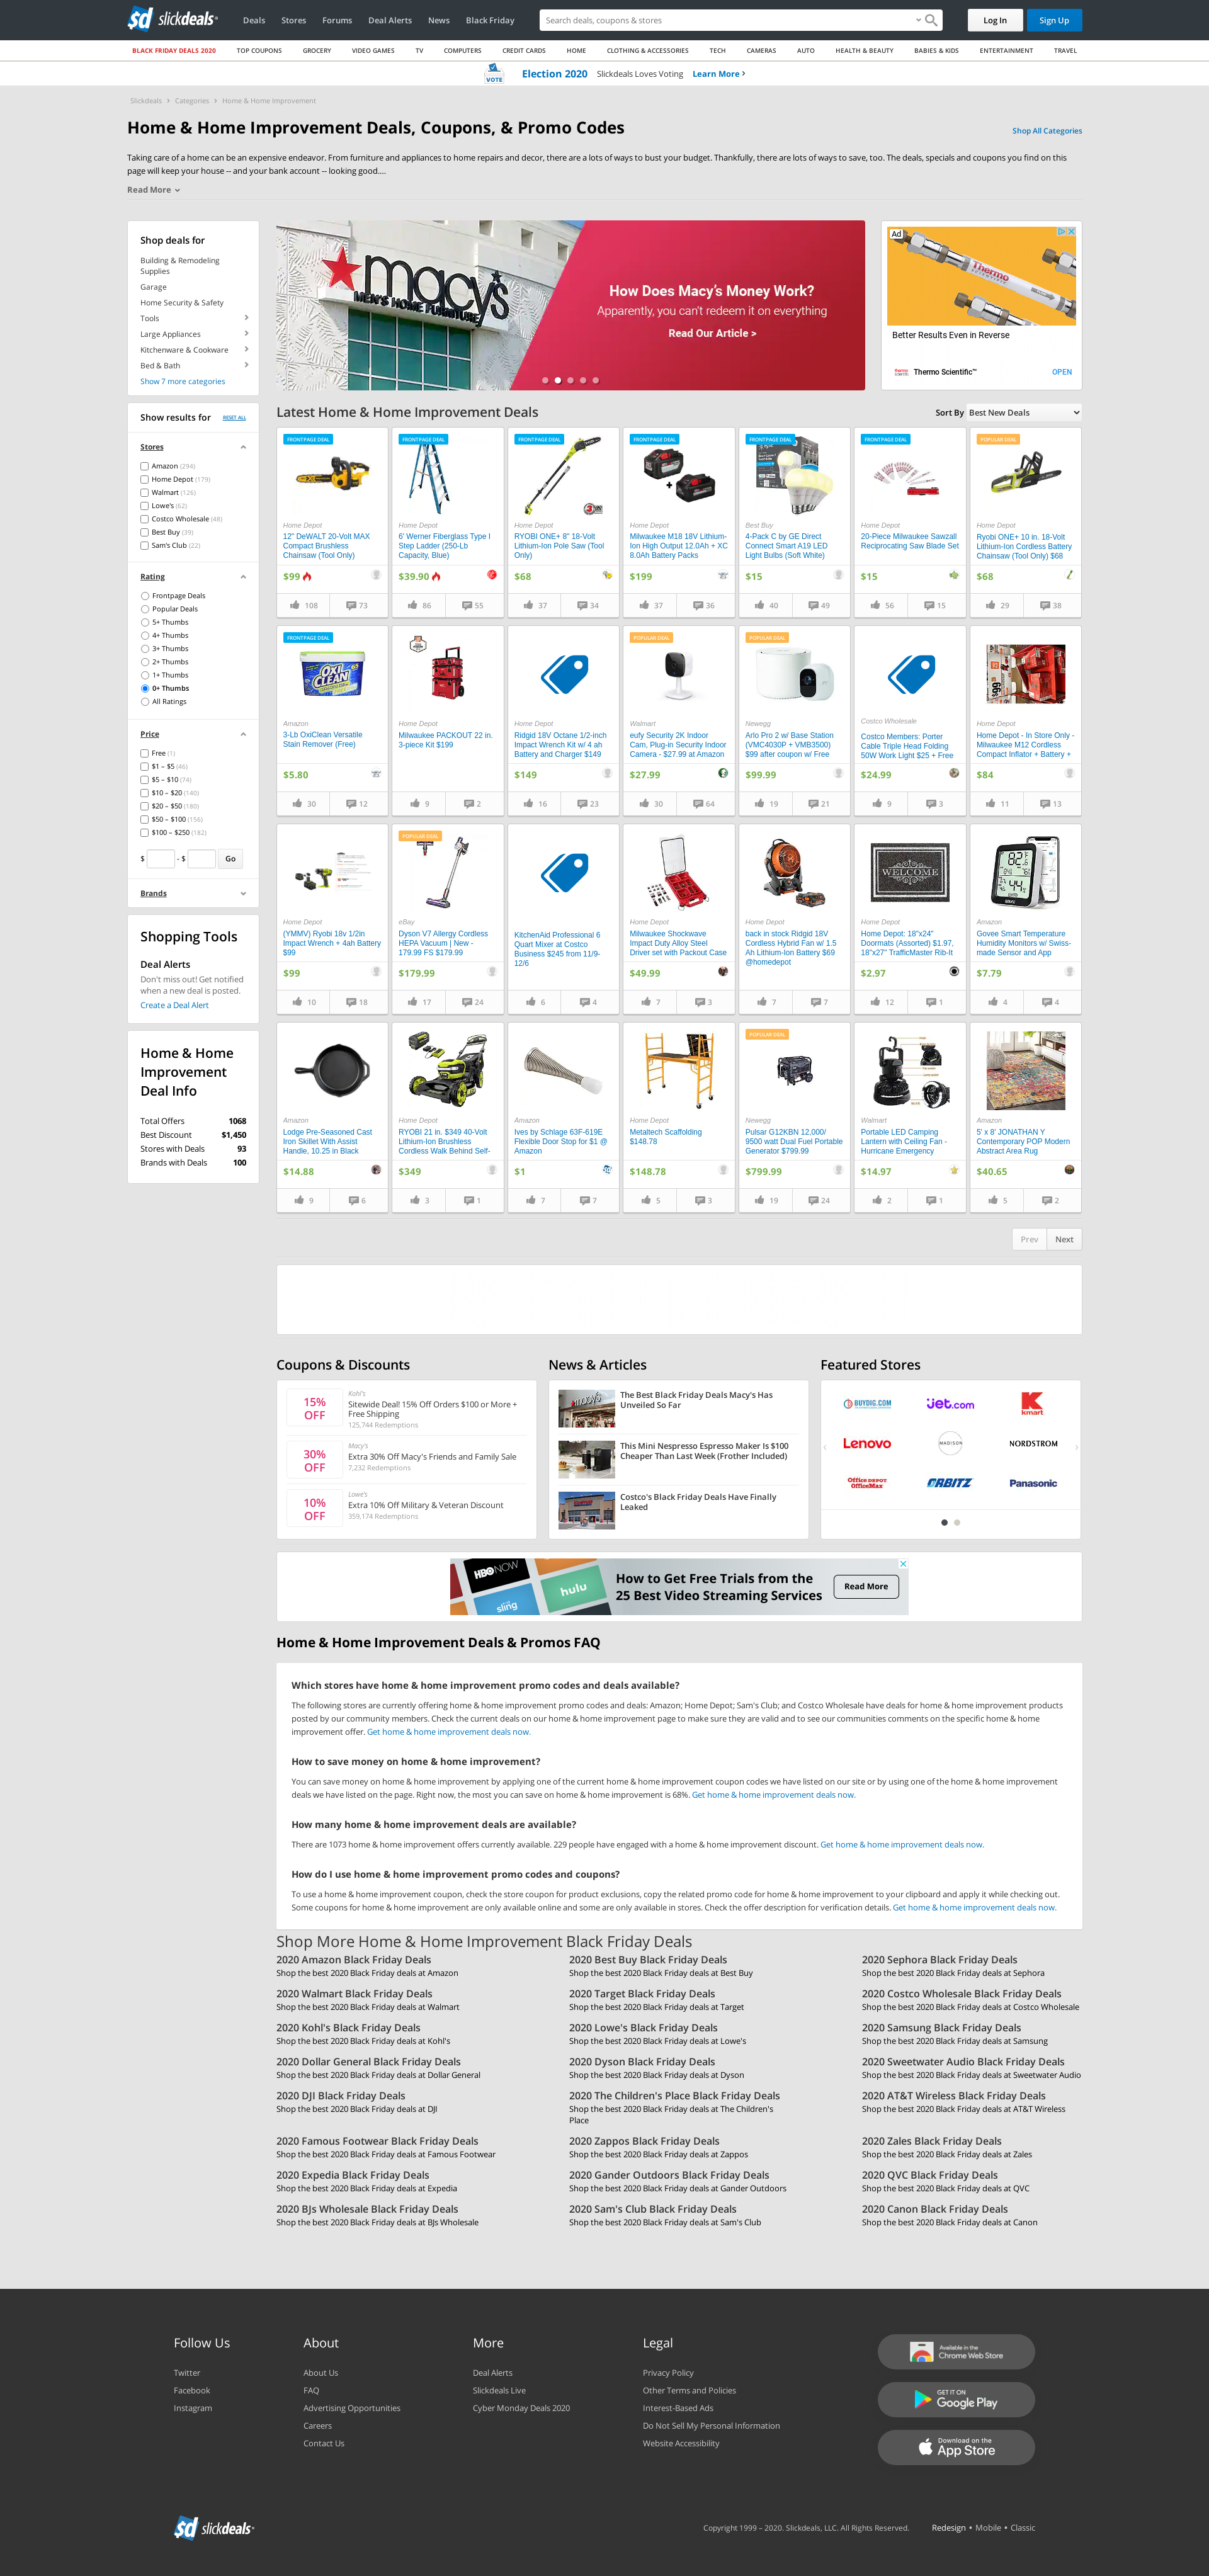 slickdeals
Deals Stores Forums Deal Alerts News Black Friday
Search deals, coupons & stores
Log In Sign Up
BLACK FRIDAY DEALS 2020 TOP COUPONS GROCERY VIDEO GAMES TV COMPUTERS CREDIT CARDS HOME CLOTHING & ACCESSORIES TECH CAMERAS AUTO HEALTH & BEAUTY BABIES & KIDS ENTERTAINMENT TRAVEL
VOTE Election 2020 Slickdeals Loves Voting Learn More
Slickdeals Categories Home & Home Improvement
Home & Home Improvement Deals, Coupons, & Promo Codes
Shop All Categories
Taking care of a home can be an expensive endeavor. From furniture and appliances to home repairs and decor, there are a lots of ways to bust your budget. Thankfully, there are lots of ways to save, too. The deals, specials and coupons you find on this
page will keep your house -- and your bank account -- looking good....
Read More
Shop deals for
Building & Remodeling
Supplies
Garage
Home Security & Safety
Tools
Large Appliances
Kitchenware & Cookware
Bed & Bath
Show 7 more categories
macy's
MEN'S HOME FURNITURE
How Does Macy's Money Work?
Apparently, you can't redeem it on everything
Read Our Article >
Ad
Thermo
Better Results Even in Reverse
Thermo Scientific™ OPEN
Show results for RESET ALL
Stores
Amazon (294)
Home Depot (179)
Walmart (126)
Lowe's (62)
Costco Wholesale (48)
Best Buy (39)
Sam's Club (22)
Rating
Frontpage Deals
Popular Deals
5+ Thumbs
4+ Thumbs
3+ Thumbs
2+ Thumbs
1+ Thumbs
0+ Thumbs
All Ratings
Price
Free (1)
$1 – $5 (46)
$5 – $10 (74)
$10 – $20 (140)
$20 – $50 (180)
$50 – $100 (156)
$100 – $250 (182)
$ - $ Go
Brands
Shopping Tools
Deal Alerts
Don't miss out! Get notified
when a new deal is posted.
Create a Deal Alert
Home & Home
Improvement
Deal Info
Total Offers 1068
Best Discount $1,450
Stores with Deals 93
Brands with Deals 100
Latest Home & Home Improvement Deals
Sort By Best New Deals
FRONTPAGE DEAL
Home Depot
12" DeWALT 20-Volt MAX
Compact Brushless
Chainsaw (Tool Only)
$99
108 73
FRONTPAGE DEAL
Home Depot
6' Werner Fiberglass Type I
Step Ladder (250-Lb
Capacity, Blue)
$39.90
86 55
FRONTPAGE DEAL
Home Depot
RYOBI ONE+ 8" 18-Volt
Lithium-Ion Pole Saw (Tool
Only)
$68
37 34
FRONTPAGE DEAL
Home Depot
Milwaukee M18 18V Lithium-
Ion High Output 12.0Ah + XC
8.0Ah Battery Packs
$199
37 36
FRONTPAGE DEAL
Best Buy
4-Pack C by GE Direct
Connect Smart A19 LED
Light Bulbs (Soft White)
$15
40 49
FRONTPAGE DEAL
Home Depot
20-Piece Milwaukee Sawzall
Reciprocating Saw Blade Set
$15
56 15
POPULAR DEAL
Home Depot
Ryobi ONE+ 10 in. 18-Volt
Lithium-Ion Cordless Battery
Chainsaw (Tool Only) $68
$68
29 38
FRONTPAGE DEAL
OXI CLEAN
Amazon
3-Lb OxiClean Versatile
Stain Remover (Free)
$5.80
30 12
Home Depot
Milwaukee PACKOUT 22 in.
3-piece Kit $199
9 2
Home Depot
Ridgid 18V Octane 1/2-inch
Impact Wrench Kit w/ 4 ah
Battery and Charger $149
$149
16 23
POPULAR DEAL
Walmart
eufy Security 2K Indoor
Cam, Plug-in Security Indoor
Camera - $27.99 at Amazon
$27.99
30 64
POPULAR DEAL
Newegg
Arlo Pro 2 w/ Base Station
(VMC4030P + VMB3500)
$99 after coupon w/ Free
$99.99
19 21
Costco Wholesale
Costco Members: Porter
Cable Triple Head Folding
50W Work Light $25 + Free
$24.99
9 3
Home Depot
Home Depot - In Store Only -
Milwaukee M12 Cordless
Compact Inflator + Battery +
$84
11 13
Home Depot
(YMMV) Ryobi 18v 1/2in
Impact Wrench + 4ah Battery
$99
$99
10 18
POPULAR DEAL
eBay
Dyson V7 Allergy Cordless
HEPA Vacuum | New -
179.99 FS $179.99
$179.99
17 24
KitchenAid Professional 6
Quart Mixer at Costco
Business $245 from 11/9-
12/6
6 4
Home Depot
Milwaukee Shockwave
Impact Duty Alloy Steel
Driver set with Packout Case
$49.99
7 3
Home Depot
back in stock Ridgid 18V
Cordless Hybrid Fan w/ 1.5
Ah Lithium-Ion Battery $69
@homedepot
7 7
WELCOME
Home Depot
Home Depot: 18"x24"
Doormats (Assorted) $1.97,
18"x27" TrafficMaster Rib-It
$2.97
12 1
Amazon
Govee Smart Temperature
Humidity Monitors w/ Swiss-
made Sensor and App
$7.79
4 4
Amazon
Lodge Pre-Seasoned Cast
Iron Skillet With Assist
Handle, 10.25 in Black
$14.88
9 6
Home Depot
RYOBI 21 in. $349 40-Volt
Lithium-Ion Brushless
Cordless Walk Behind Self-
$349
3 1
Amazon
Ives by Schlage 63F-619E
Flexible Door Stop for $1 @
Amazon
$1
7 7
Home Depot
Metaltech Scaffolding
$148.78
$148.78
5 3
POPULAR DEAL
Newegg
Pulsar G12KBN 12,000/
9500 watt Dual Fuel Portable
Generator $799.99
$799.99
19 24
Walmart
Portable LED Camping
Lantern with Ceiling Fan -
Hurricane Emergency
$14.97
2 1
Amazon
5' x 8' JONATHAN Y
Contemporary POP Modern
Abstract Area Rug
$40.65
5 2
Prev Next
Coupons & Discounts
15%
OFF
Kohl's
Sitewide Deal! 15% Off Orders $100 or More +
Free Shipping
125,744 Redemptions
30%
OFF
Macy's
Extra 30% Off Macy's Friends and Family Sale
7,232 Redemptions
10%
OFF
Lowe's
Extra 10% Off Military & Veteran Discount
359,174 Redemptions
News & Articles
The Best Black Friday Deals Macy's Has
Unveiled So Far
This Mini Nespresso Espresso Maker Is $100
Cheaper Than Last Week (Frother Included)
Costco's Black Friday Deals Have Finally
Leaked
Featured Stores
BUYDIG.COM jet.com kmart
Lenovo MADISON NORDSTROM
Office DEPOT OfficeMax ORBITZ Panasonic
HBO NOW
sling
hulu
How to Get Free Trials from the
25 Best Video Streaming Services
Read More
Home & Home Improvement Deals & Promos FAQ
Which stores have home & home improvement promo codes and deals available?
The following stores are currently offering home & home improvement promo codes and deals: Amazon; Home Depot; Sam's Club; and Costco Wholesale have deals for home & home improvement products
posted by our community members. Check the current deals on our home & home improvement page to make sure they are valid and to see our communities comments on the specific home & home
improvement offer. Get home & home improvement deals now.
How to save money on home & home improvement?
You can save money on home & home improvement by applying one of the current home & home improvement coupon codes we have listed on our site or by using one of the home & home improvement
deals we have listed on the page. Right now, the most you can save on home & home improvement is 68%. Get home & home improvement deals now.
How many home & home improvement deals are available?
There are 1073 home & home improvement offers currently available. 229 people have engaged with a home & home improvement discount. Get home & home improvement deals now.
How do I use home & home improvement promo codes and coupons?
To use a home & home improvement coupon, check the store coupon for product exclusions, copy the related promo code for home & home improvement to your clipboard and apply it while checking out.
Some coupons for home & home improvement are only available online and some are only available in stores. Check the offer description for verification details. Get home & home improvement deals now.
Shop More Home & Home Improvement Black Friday Deals
2020 Amazon Black Friday Deals
Shop the best 2020 Black Friday deals at Amazon
2020 Best Buy Black Friday Deals
Shop the best 2020 Black Friday deals at Best Buy
2020 Sephora Black Friday Deals
Shop the best 2020 Black Friday deals at Sephora
2020 Walmart Black Friday Deals
Shop the best 2020 Black Friday deals at Walmart
2020 Target Black Friday Deals
Shop the best 2020 Black Friday deals at Target
2020 Costco Wholesale Black Friday Deals
Shop the best 2020 Black Friday deals at Costco Wholesale
2020 Kohl's Black Friday Deals
Shop the best 2020 Black Friday deals at Kohl's
2020 Lowe's Black Friday Deals
Shop the best 2020 Black Friday deals at Lowe's
2020 Samsung Black Friday Deals
Shop the best 2020 Black Friday deals at Samsung
2020 Dollar General Black Friday Deals
Shop the best 2020 Black Friday deals at Dollar General
2020 Dyson Black Friday Deals
Shop the best 2020 Black Friday deals at Dyson
2020 Sweetwater Audio Black Friday Deals
Shop the best 2020 Black Friday deals at Sweetwater Audio
2020 DJI Black Friday Deals
Shop the best 2020 Black Friday deals at DJI
2020 The Children's Place Black Friday Deals
Shop the best 2020 Black Friday deals at The Children's
Place
2020 AT&T Wireless Black Friday Deals
Shop the best 2020 Black Friday deals at AT&T Wireless
2020 Famous Footwear Black Friday Deals
Shop the best 2020 Black Friday deals at Famous Footwear
2020 Zappos Black Friday Deals
Shop the best 2020 Black Friday deals at Zappos
2020 Zales Black Friday Deals
Shop the best 2020 Black Friday deals at Zales
2020 Expedia Black Friday Deals
Shop the best 2020 Black Friday deals at Expedia
2020 Gander Outdoors Black Friday Deals
Shop the best 2020 Black Friday deals at Gander Outdoors
2020 QVC Black Friday Deals
Shop the best 2020 Black Friday deals at QVC
2020 BJs Wholesale Black Friday Deals
Shop the best 2020 Black Friday deals at BJs Wholesale
2020 Sam's Club Black Friday Deals
Shop the best 2020 Black Friday deals at Sam's Club
2020 Canon Black Friday Deals
Shop the best 2020 Black Friday deals at Canon
Follow Us
Twitter
Facebook
Instagram
About
About Us
FAQ
Advertising Opportunities
Careers
Contact Us
More
Deal Alerts
Slickdeals Live
Cyber Monday Deals 2020
Legal
Privacy Policy
Other Terms and Policies
Interest-Based Ads
Do Not Sell My Personal Information
Website Accessibility
Available in the
Chrome Web Store
GET IT ON
Google Play
Download on the
App Store
slickdeals
Copyright 1999 – 2020. Slickdeals, LLC. All Rights Reserved. Redesign • Mobile • Classic